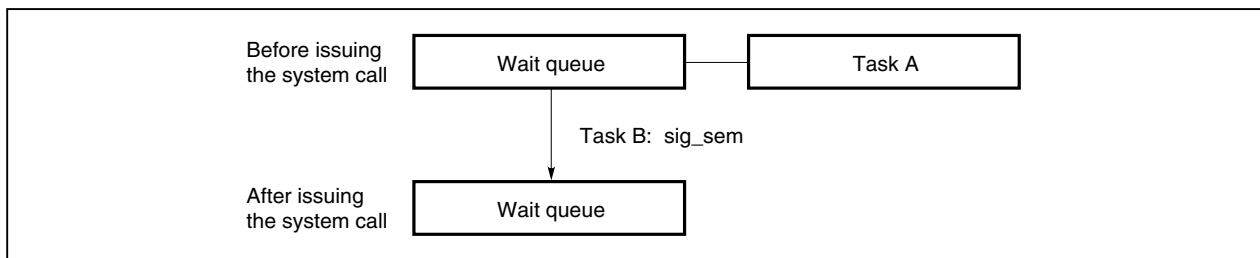 Before issuing
the system call
Wait queue
Task A
Task B: sig_sem
After issuing
the system call
Wait queue